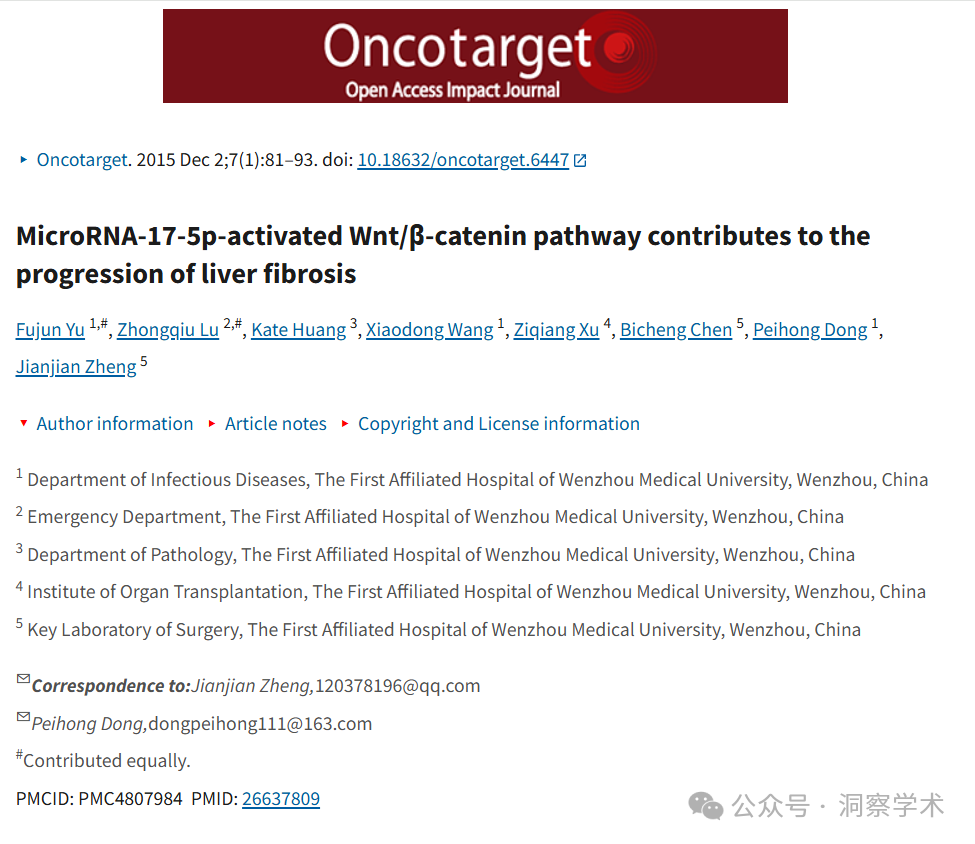 Oncotarget
Open Access Impact Journal
Oncotarget. 2015 Dec 2;7(1):81–93. doi: 10.18632/oncotarget.6447
MicroRNA-17-5p-activated Wnt/β-catenin pathway contributes to the
progression of liver fibrosis
Fujun Yu 1,#, Zhongqiu Lu 2,#, Kate Huang 3, Xiaodong Wang 1, Ziqiang Xu 4, Bicheng Chen 5, Peihong Dong 1,
Jianjian Zheng 5
Author information Article notes Copyright and License information
1 Department of Infectious Diseases, The First Affiliated Hospital of Wenzhou Medical University, Wenzhou, China
2 Emergency Department, The First Affiliated Hospital of Wenzhou Medical University, Wenzhou, China
3 Department of Pathology, The First Affiliated Hospital of Wenzhou Medical University, Wenzhou, China
4 Institute of Organ Transplantation, The First Affiliated Hospital of Wenzhou Medical University, Wenzhou, China
5 Key Laboratory of Surgery, The First Affiliated Hospital of Wenzhou Medical University, Wenzhou, China
Correspondence to:Jianjian Zheng,120378196@qq.com
Peihong Dong,dongpeihong111@163.com
#Contributed equally.
PMCID: PMC4807984 PMID: 26637809
公众号 · 洞察学术